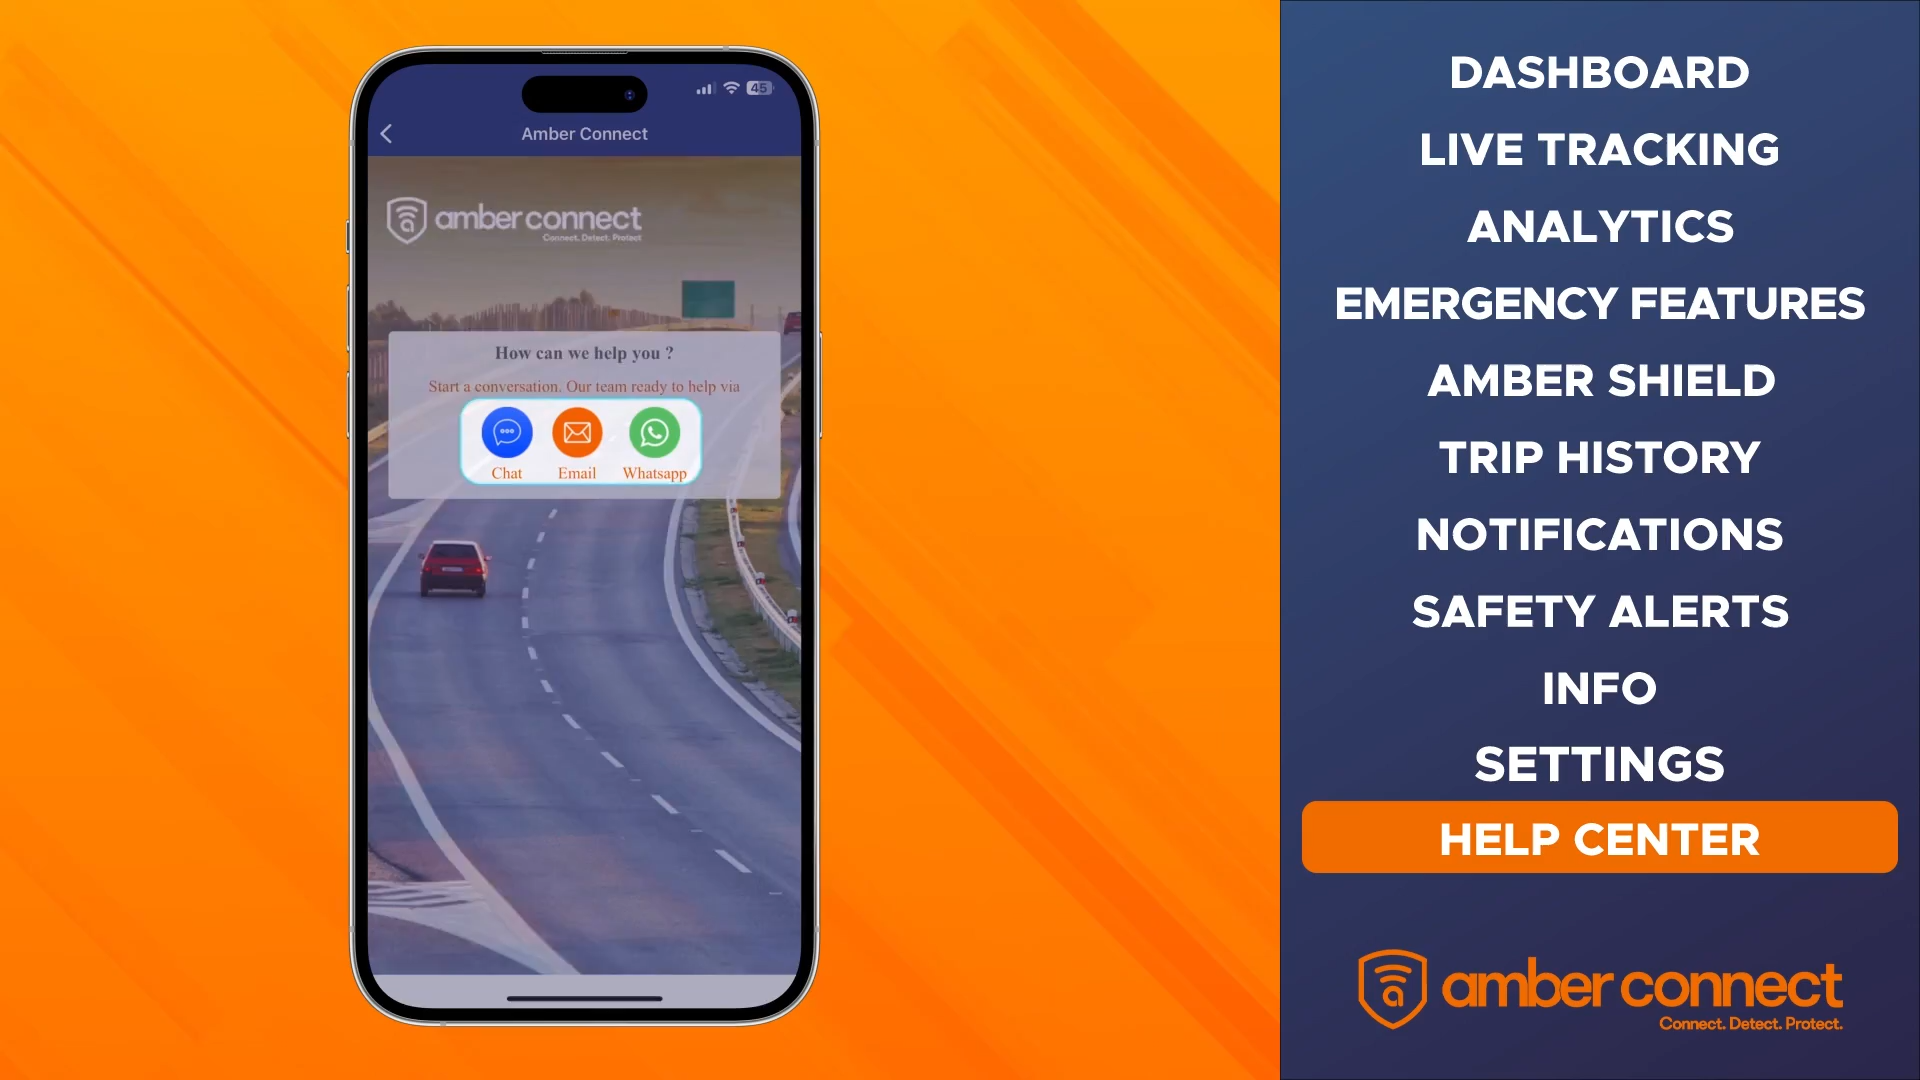 45
Amber Connect
amber connect
Connect. Detect. Protect
How can we help you ?
Start a conversation. Our team ready to help via
Chat
Email
Whatsapp
DASHBOARD
LIVE TRACKING
ANALYTICS
EMERGENCY FEATURES
AMBER SHIELD
TRIP HISTORY
NOTIFICATIONS
SAFETY ALERTS
INFO
SETTINGS
HELP CENTER
a
amber connect
Connect. Detect. Protect.